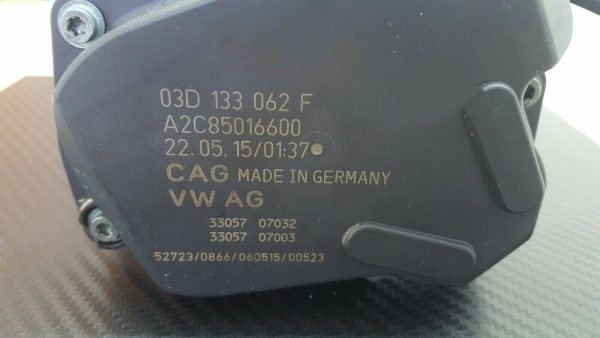 03D 133 062 F
A2C85016600
22.05.15/01:37
CAG MADE IN GERMANY
VW AG
33057 07032
33057 07003
52723/0866/060515/00523